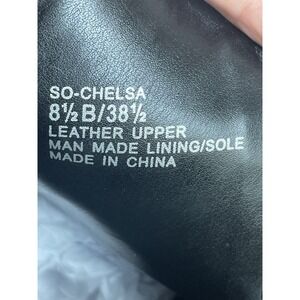 SO-CHELSA
8½ B/38½
LEATHER UPPER
MAN MADE LINING/SOLE
MADE IN CHINA